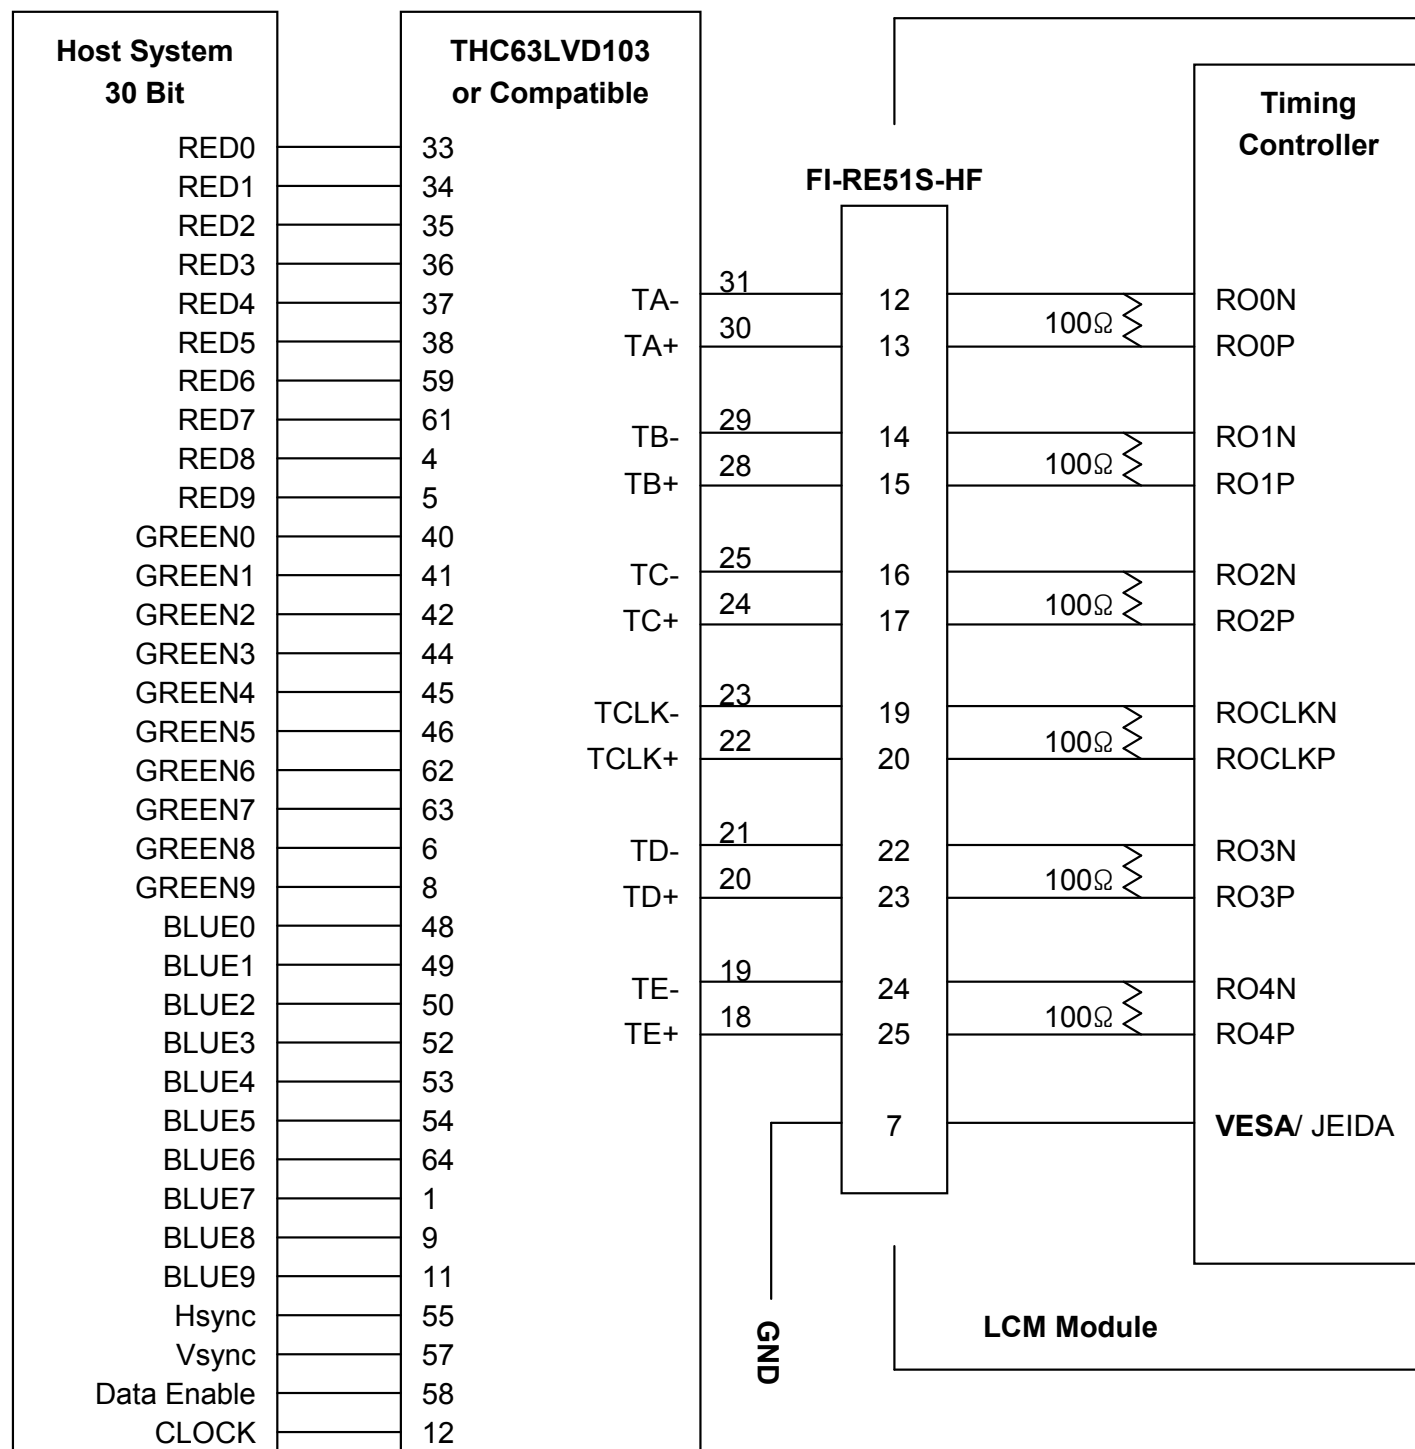 Host System
30 Bit
THC63LVD103
or Compatible
Timing
Controller
FI-RE51S-HF
RED0 33
RED1 34
RED2 35
RED3 36
RED4 37
RED5 38
RED6 59
RED7 61
RED8 4
RED9 5
GREEN0 40
GREEN1 41
GREEN2 42
GREEN3 44
GREEN4 45
GREEN5 46
GREEN6 62
GREEN7 63
GREEN8 6
GREEN9 8
BLUE0 48
BLUE1 49
BLUE2 50
BLUE3 52
BLUE4 53
BLUE5 54
BLUE6 64
BLUE7 1
BLUE8 9
BLUE9 11
Hsync 55
Vsync 57
Data Enable 58
CLOCK 12
TA- 31 12 RO0N
100Ω
TA+ 30 13 RO0P
TB- 29 14 RO1N
100Ω
TB+ 28 15 RO1P
TC- 25 16 RO2N
100Ω
TC+ 24 17 RO2P
TCLK- 23 19 ROCLKN
100Ω
TCLK+ 22 20 ROCLKP
TD- 21 22 RO3N
100Ω
TD+ 20 23 RO3P
TE- 19 24 RO4N
100Ω
TE+ 18 25 RO4P
7 VESA/ JEIDA
GND
LCM Module